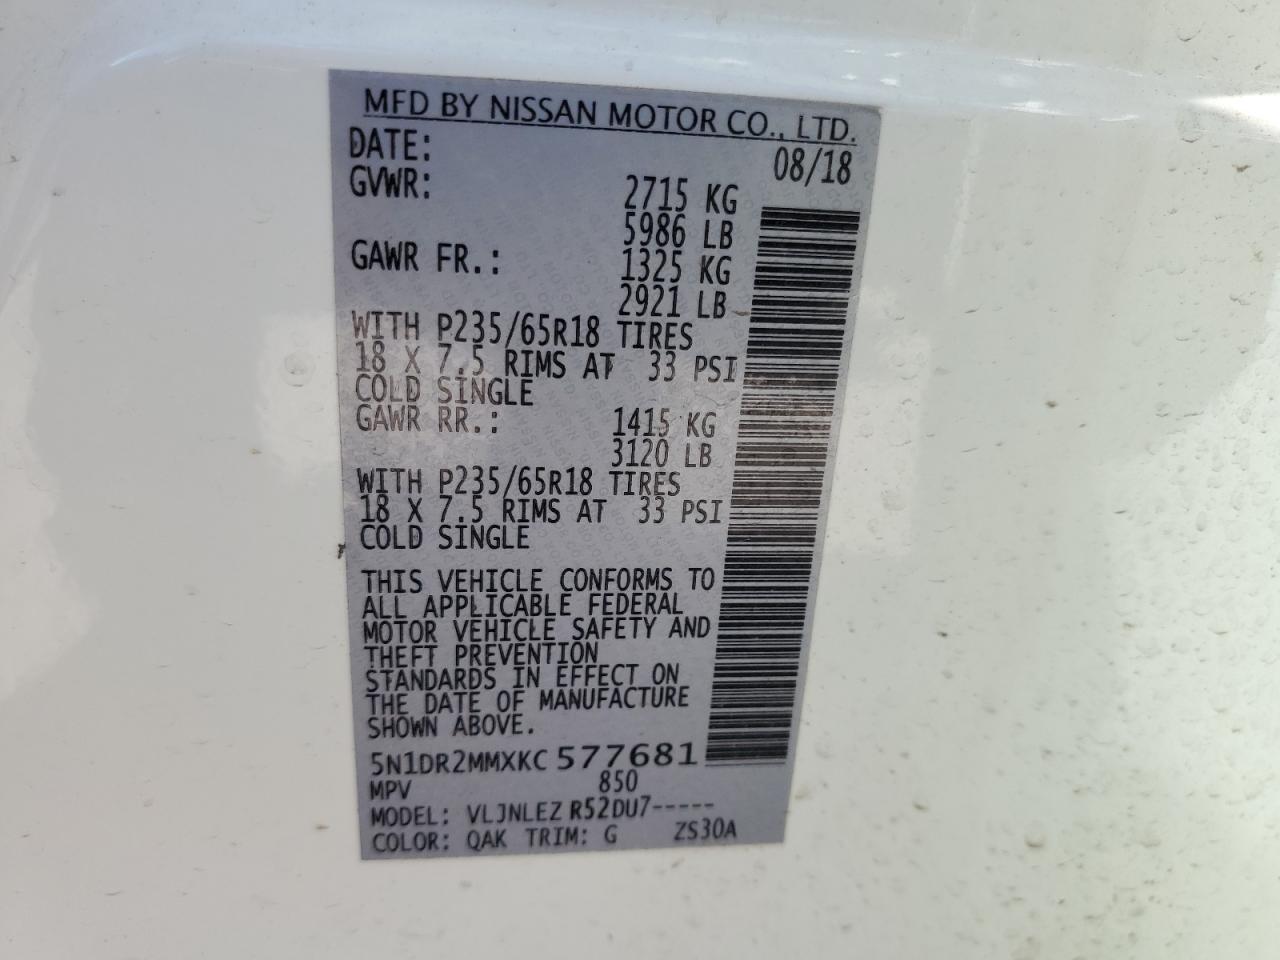 MFD BY NISSAN MOTOR CO., LTD.
DATE: 08/18
GVWR: 2715 KG
5986 LB
GAWR FR.: 1325 KG
2921 LB
WITH P235/65R18 TIRES
18 X 7.5 RIMS AT 33 PSI
COLD SINGLE
GAWR RR.: 1415 KG
3120 LB
WITH P235/65R18 TIRES
18 X 7.5 RIMS AT 33 PSI
COLD SINGLE
THIS VEHICLE CONFORMS TO
ALL APPLICABLE FEDERAL
MOTOR VEHICLE SAFETY AND
THEFT PREVENTION
STANDARDS IN EFFECT ON
THE DATE OF MANUFACTURE
SHOWN ABOVE.
5N1DR2MMXKC577681
MPV 850
MODEL: VLJNLEZ R52DU7-----
COLOR: QAK TRIM: G ZS30A